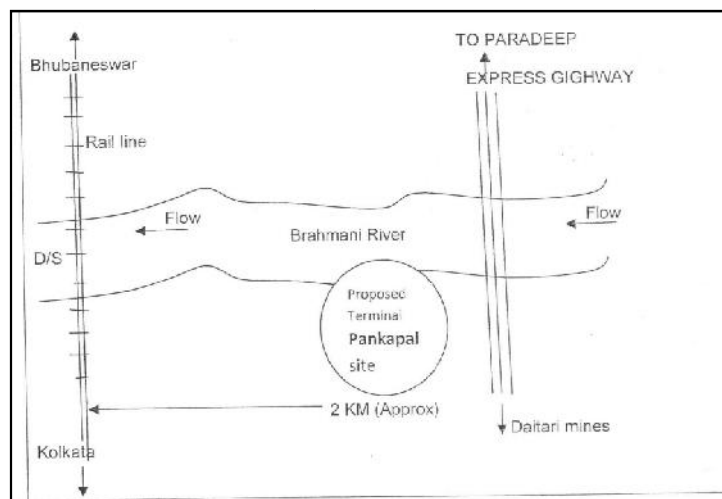 TO PARADEEP
Bhubaneswar
EXPRESS GIGHWAY
Rail line
Flow
Flow
Brahmani River
D/S
Proposed
Terminal
Pankapal
site
2 KM (Approx)
Daitari mines
Kolkata